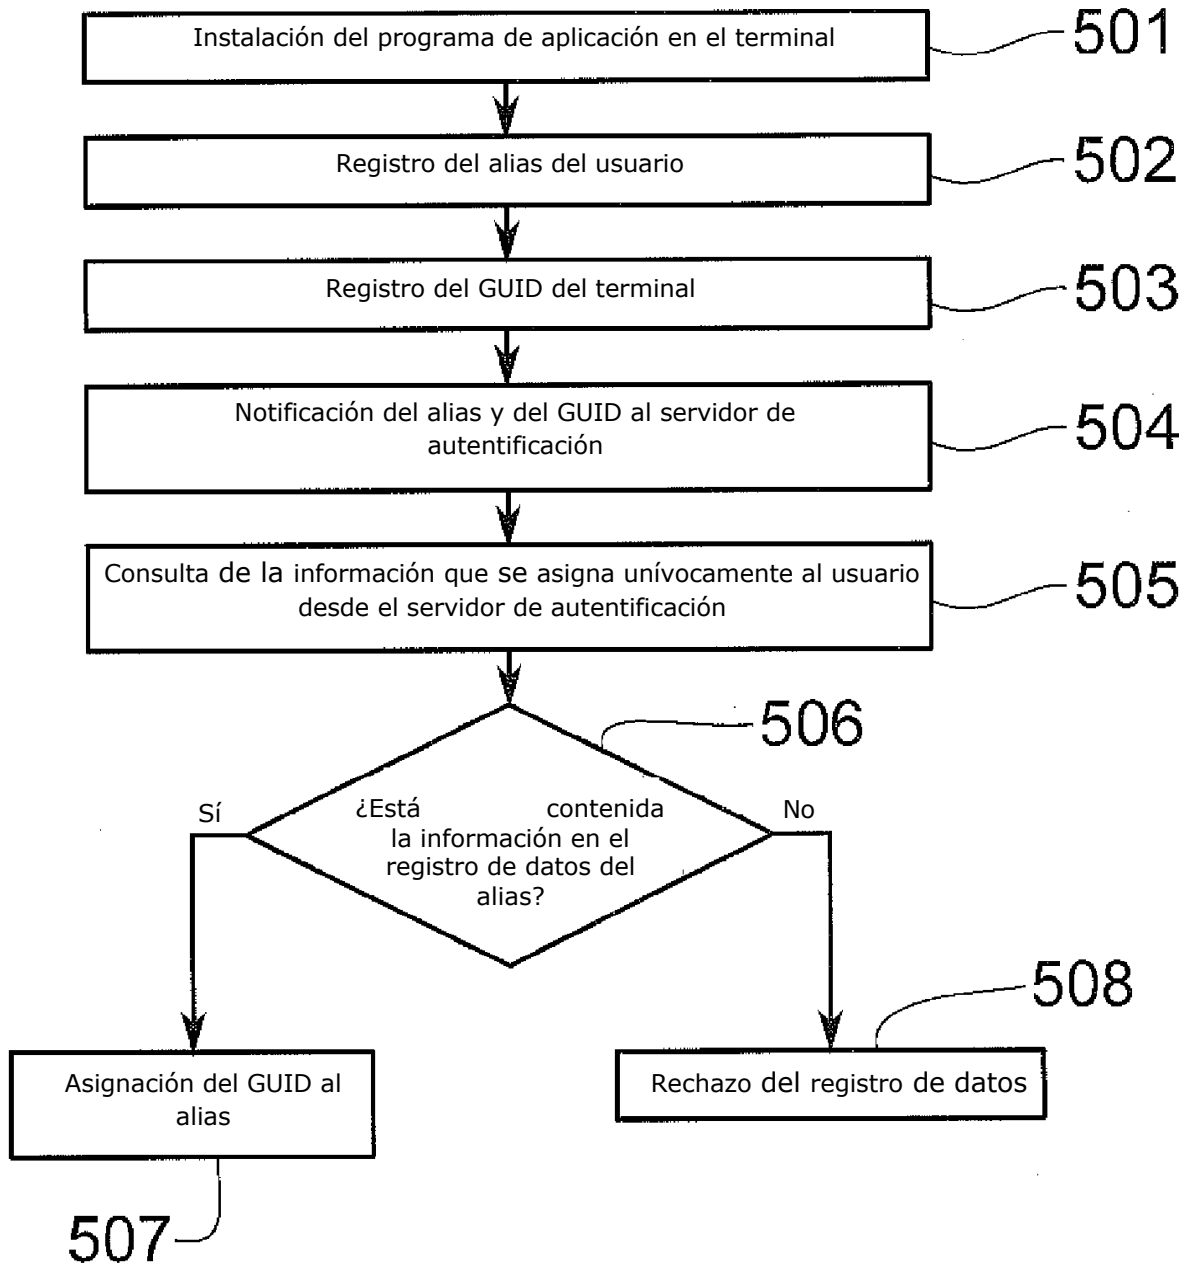 Instalación del programa de aplicación en el terminal
501
Registro del alias del usuario
502
Registro del GUID del terminal
503
Notificación del alias y del GUID al servidor de
autentificación
504
Consulta de la información que se asigna unívocamente al usuario
desde el servidor de autentificación
505
506
Sí
¿Está contenida
la información en el
registro de datos del
alias?
No
508
Asignación del GUID al
alias
Rechazo del registro de datos
507